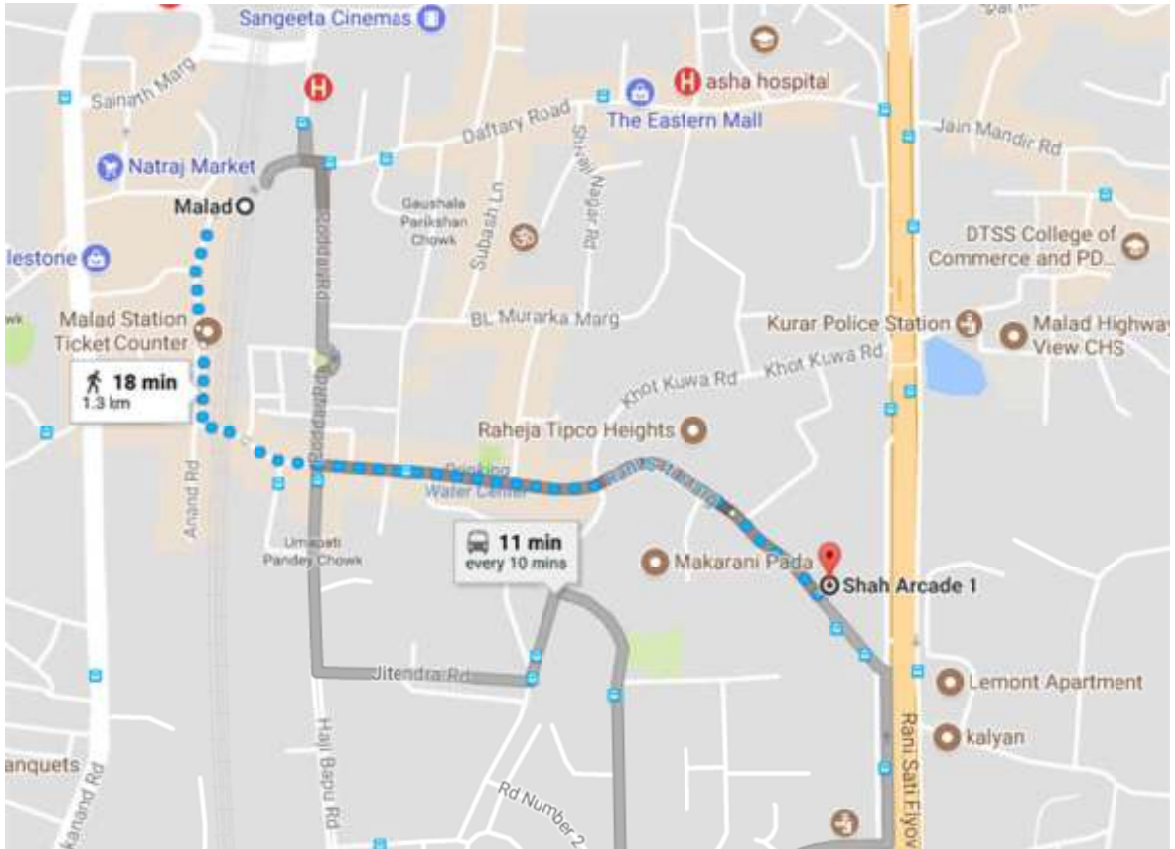 Sangeeta Cinemas
Sainath Marg
asha hospital
The Eastern Mall
Daftary Road
Shivaji Nagar Rd
Jain Mandir Rd
Natraj Market
Malad
Gaushala
Parikshan
Chowk
Subash Ln
DTSS College of
Commerce and PD...
lestone
Malad Station
Ticket Counter
BL Murarka Marg
Kurar Police Station
Malad Highway
View CHS
Khot Kuwa Rd
Khot Kuwa Rd
18 min
1.3 km
Raheja Tipco Heights
Drinking
Water Center
Anand Rd
Umapati
Pandey Chowk
11 min
every 10 mins
Makarani Pada
Shah Arcade 1
Jitendra Rd
Lemont Apartment
kalyan
Haji Bapu Rd
Rani Sati Flyov
anquets
kanand Rd
Rd Number 2